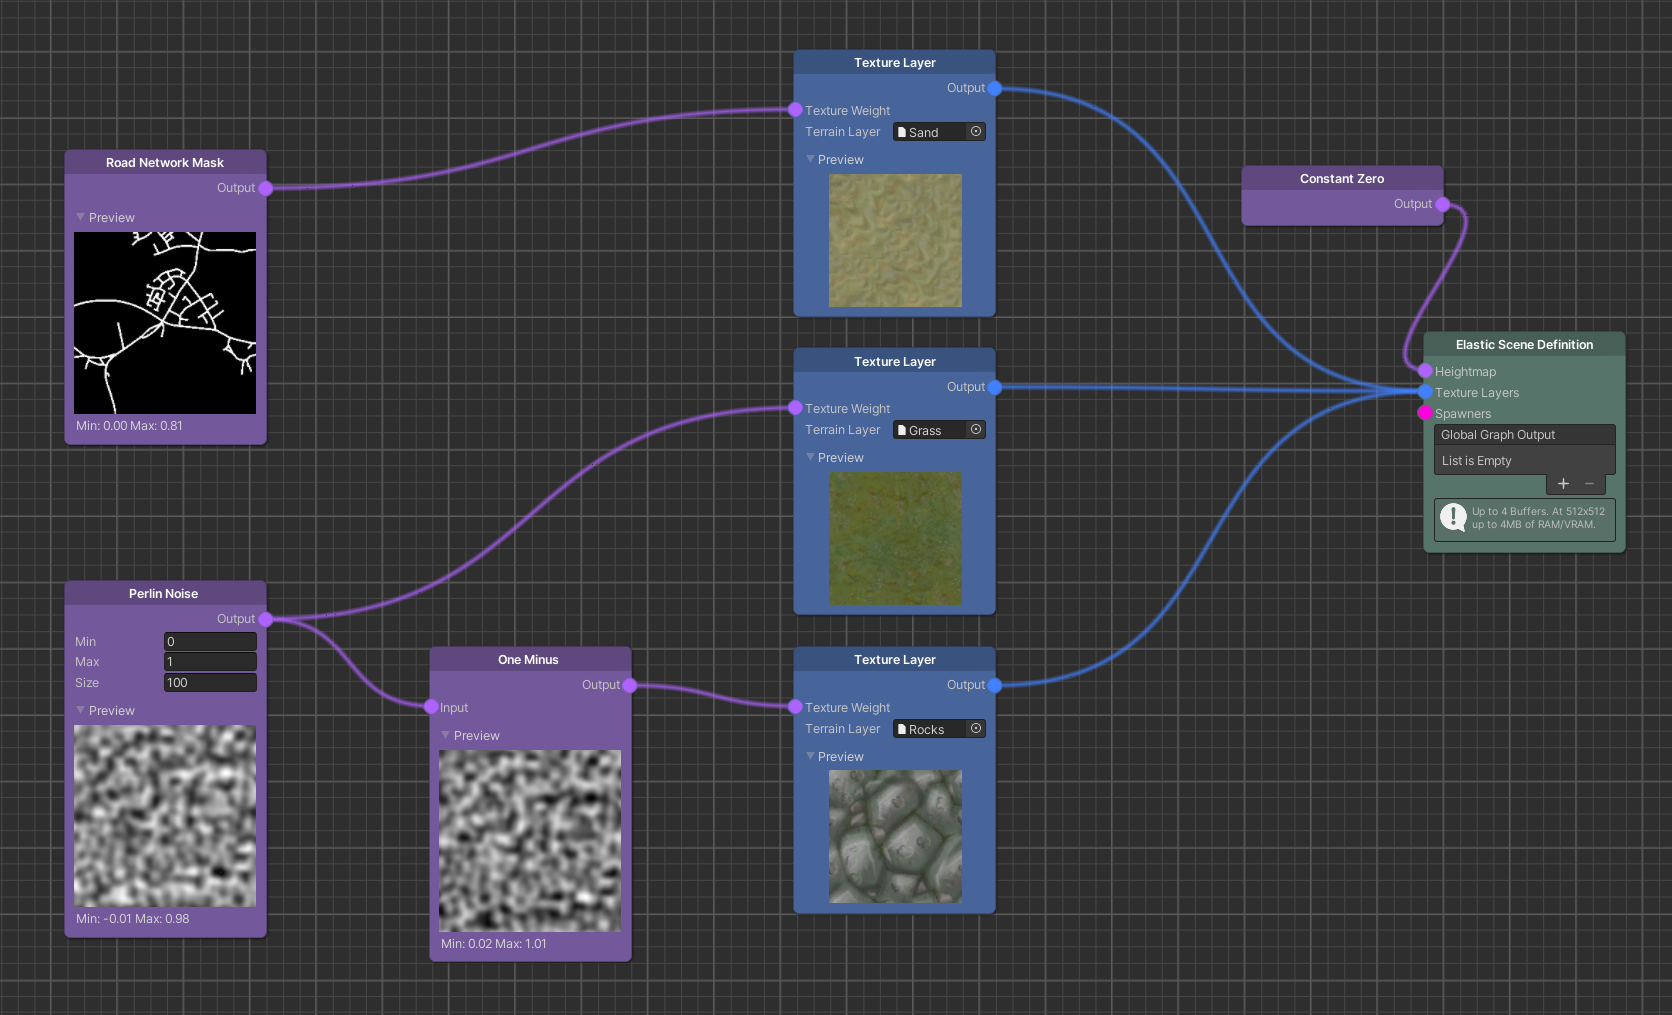 Road Network Mask
Output
Preview
Min: 0.00 Max: 0.81
Perlin Noise
Output
Min 0
Max 1
Size 100
Preview
Min: -0.01 Max: 0.98
One Minus
Output
Input
Preview
Min: 0.02 Max: 1.01
Texture Layer
Output
Texture Weight
Terrain Layer Sand
Preview
Texture Layer
Output
Texture Weight
Terrain Layer Grass
Preview
Texture Layer
Output
Texture Weight
Terrain Layer Rocks
Preview
Constant Zero
Output
Elastic Scene Definition
Heightmap
Texture Layers
Spawners
Global Graph Output
List is Empty
+ −
Up to 4 Buffers. At 512x512
up to 4MB of RAM/VRAM.